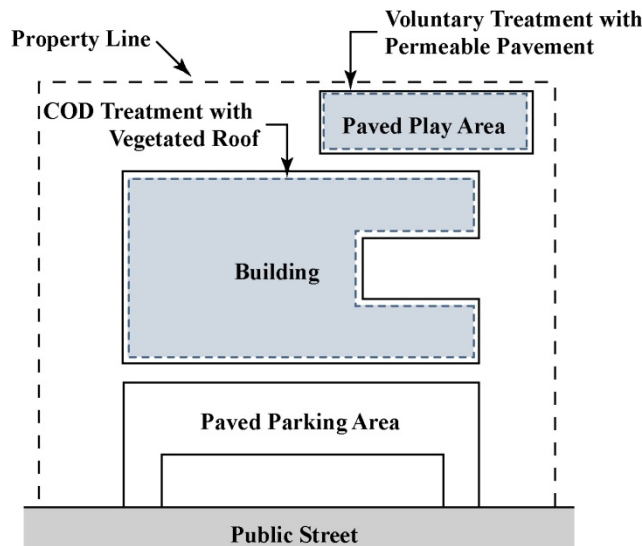 Voluntary Treatment with
Permeable Pavement
Property Line
COD Treatment with
Vegetated Roof
Paved Play Area
Building
Paved Parking Area
Public Street